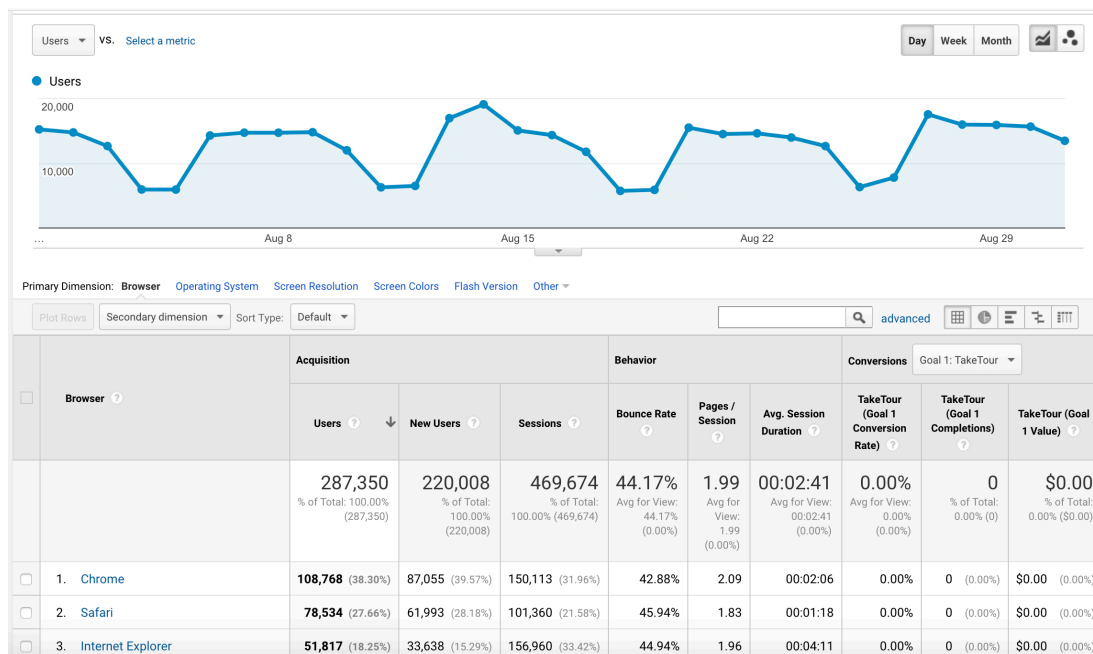 Users VS. Select a metric Day Week Month
Users
20,000
10,000
... Aug 8 Aug 15 Aug 22 Aug 29
Primary Dimension: Browser Operating System Screen Resolution Screen Colors Flash Version Other
Plot Rows Secondary dimension Sort Type: Default advanced
Acquisition Behavior Conversions Goal 1: TakeTour
Browser ? Users ? New Users ? Sessions ? Bounce Rate ? Pages / Session ? Avg. Session Duration ? TakeTour (Goal 1 Conversion Rate) ? TakeTour (Goal 1 Completions) ? TakeTour (Goal 1 Value) ?
287,350 220,008 469,674 44.17% 1.99 00:02:41 0.00% 0 $0.00
% of Total: 100.00% (287,350) % of Total: 100.00% (220,008) % of Total: 100.00% (469,674) Avg for View: 44.17% (0.00%) Avg for View: 1.99 (0.00%) Avg for View: 00:02:41 (0.00%) Avg for View: 0.00% (0.00%) % of Total: 0.00% (0) % of Total: 0.00% ($0.00)
1. Chrome 108,768 (38.30%) 87,055 (39.57%) 150,113 (31.96%) 42.88% 2.09 00:02:06 0.00% 0 (0.00%) $0.00 (0.00%)
2. Safari 78,534 (27.66%) 61,993 (28.18%) 101,360 (21.58%) 45.94% 1.83 00:01:18 0.00% 0 (0.00%) $0.00 (0.00%)
3. Internet Explorer 51,817 (18.25%) 33,638 (15.29%) 156,960 (33.42%) 44.94% 1.96 00:04:11 0.00% 0 (0.00%) $0.00 (0.00%)